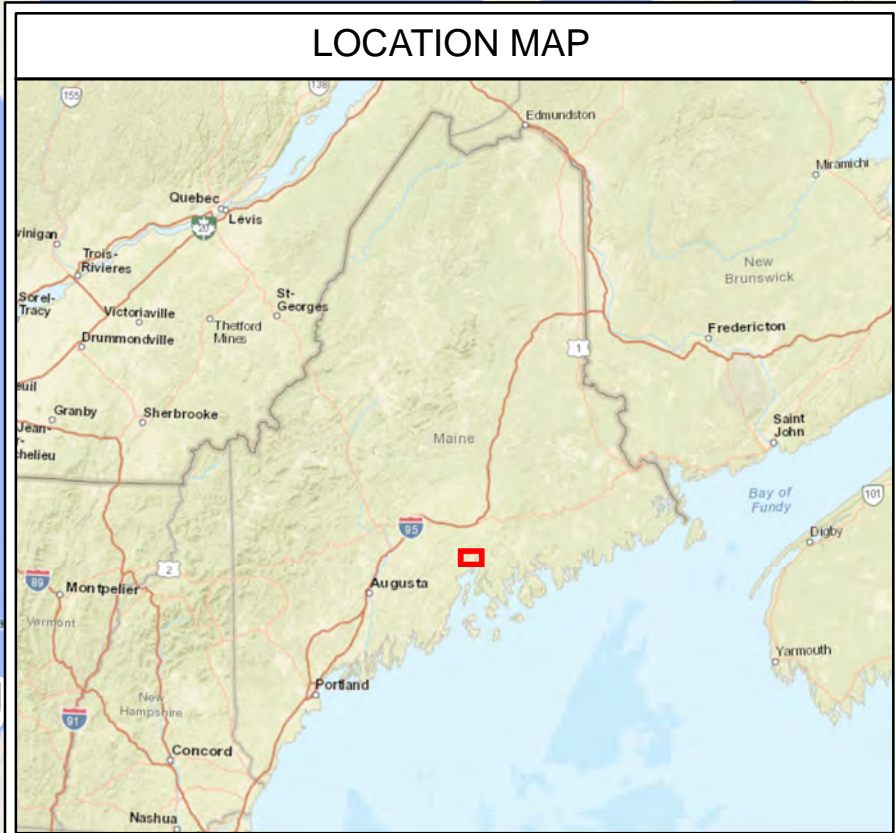 LOCATION MAP
155
138
Edmundston
Miramichi
Quebec
Lévis
20
vinigan
Trois-
Rivieres
New
Brunswick
Sorel-
Tracy
Victoriaville
Thetford
Mines
St-
Georges
Drummondville
1
Fredericton
euil
Granby
Sherbrooke
Jean-
r-
chelieu
Maine
Saint
John
Bay of
Fundy
101
95
Digby
2
89
Montpelier
Augusta
Vermont
Yarmouth
Portland
New
Hampshire
91
Concord
Nashua